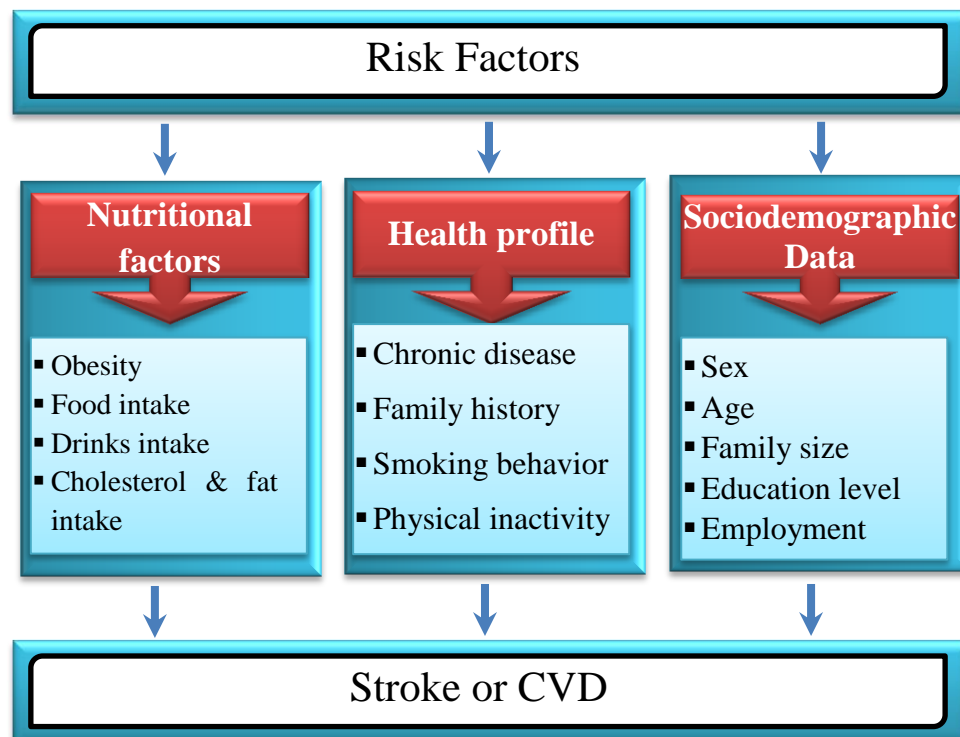 Risk Factors
Nutritional
factors
▪ Obesity
▪ Food intake
▪ Drinks intake
▪ Cholesterol & fat
intake
Health profile
▪ Chronic disease
▪ Family history
▪ Smoking behavior
▪ Physical inactivity
Sociodemographic
Data
▪ Sex
▪ Age
▪ Family size
▪ Education level
▪ Employment
Stroke or CVD